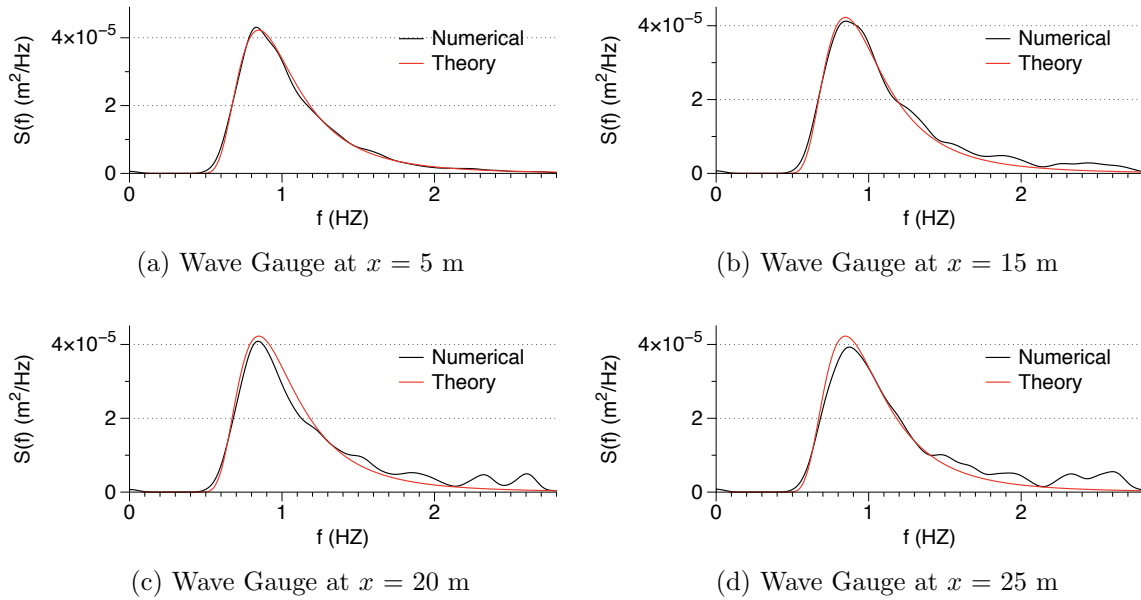 S(f) (m²/Hz)
4×10⁻⁵
2
0
0 1 2
f (HZ)
Numerical
Theory
(a) Wave Gauge at x = 5 m
S(f) (m²/Hz)
4×10⁻⁵
2
0
0 1 2
f (HZ)
Numerical
Theory
(b) Wave Gauge at x = 15 m
S(f) (m²/Hz)
4×10⁻⁵
2
0
0 1 2
f (HZ)
Numerical
Theory
(c) Wave Gauge at x = 20 m
S(f) (m²/Hz)
4×10⁻⁵
2
0
0 1 2
f (HZ)
Numerical
Theory
(d) Wave Gauge at x = 25 m